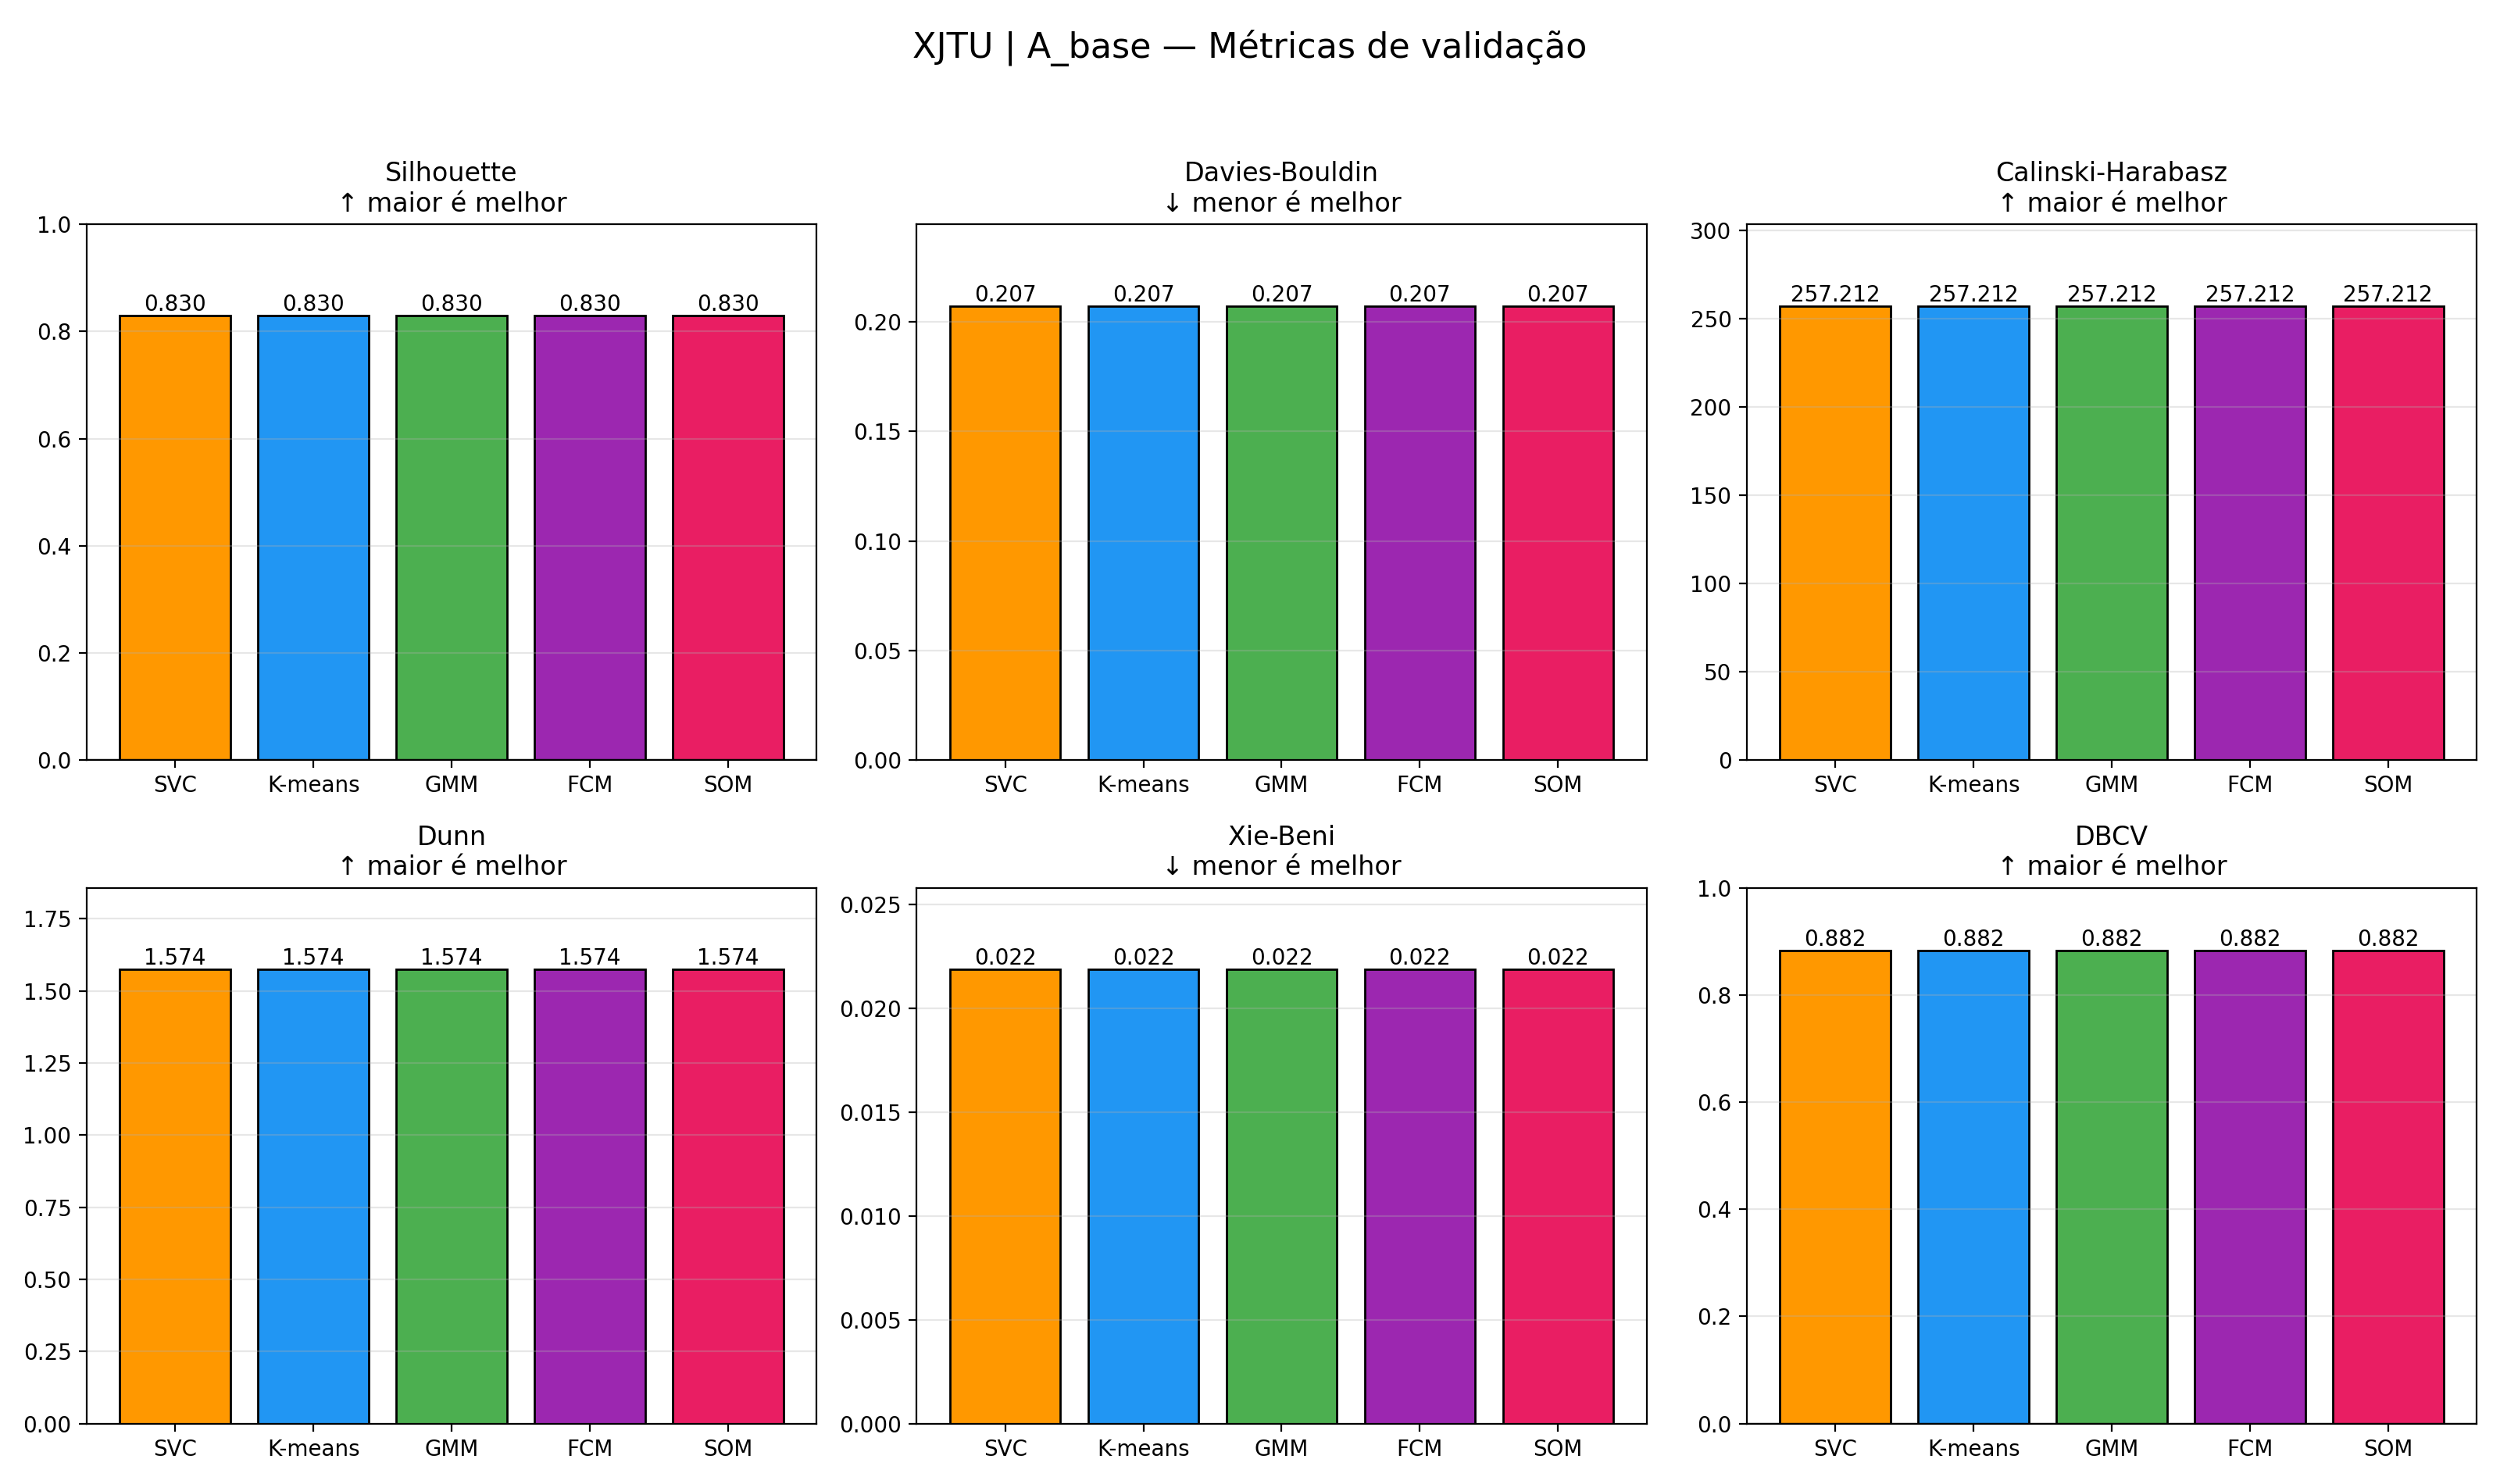 XJTU | A_base — Métricas de validação
Silhouette
↑ maior é melhor
1.0
0.8
0.6
0.4
0.2
0.0
0.830 0.830 0.830 0.830 0.830
SVC K-means GMM FCM SOM
Davies-Bouldin
↓ menor é melhor
0.20
0.15
0.10
0.05
0.00
0.207 0.207 0.207 0.207 0.207
SVC K-means GMM FCM SOM
Calinski-Harabasz
↑ maior é melhor
300
250
200
150
100
50
0
257.212 257.212 257.212 257.212 257.212
SVC K-means GMM FCM SOM
Dunn
↑ maior é melhor
1.75
1.50
1.25
1.00
0.75
0.50
0.25
0.00
1.574 1.574 1.574 1.574 1.574
SVC K-means GMM FCM SOM
Xie-Beni
↓ menor é melhor
0.025
0.020
0.015
0.010
0.005
0.000
0.022 0.022 0.022 0.022 0.022
SVC K-means GMM FCM SOM
DBCV
↑ maior é melhor
1.0
0.8
0.6
0.4
0.2
0.0
0.882 0.882 0.882 0.882 0.882
SVC K-means GMM FCM SOM